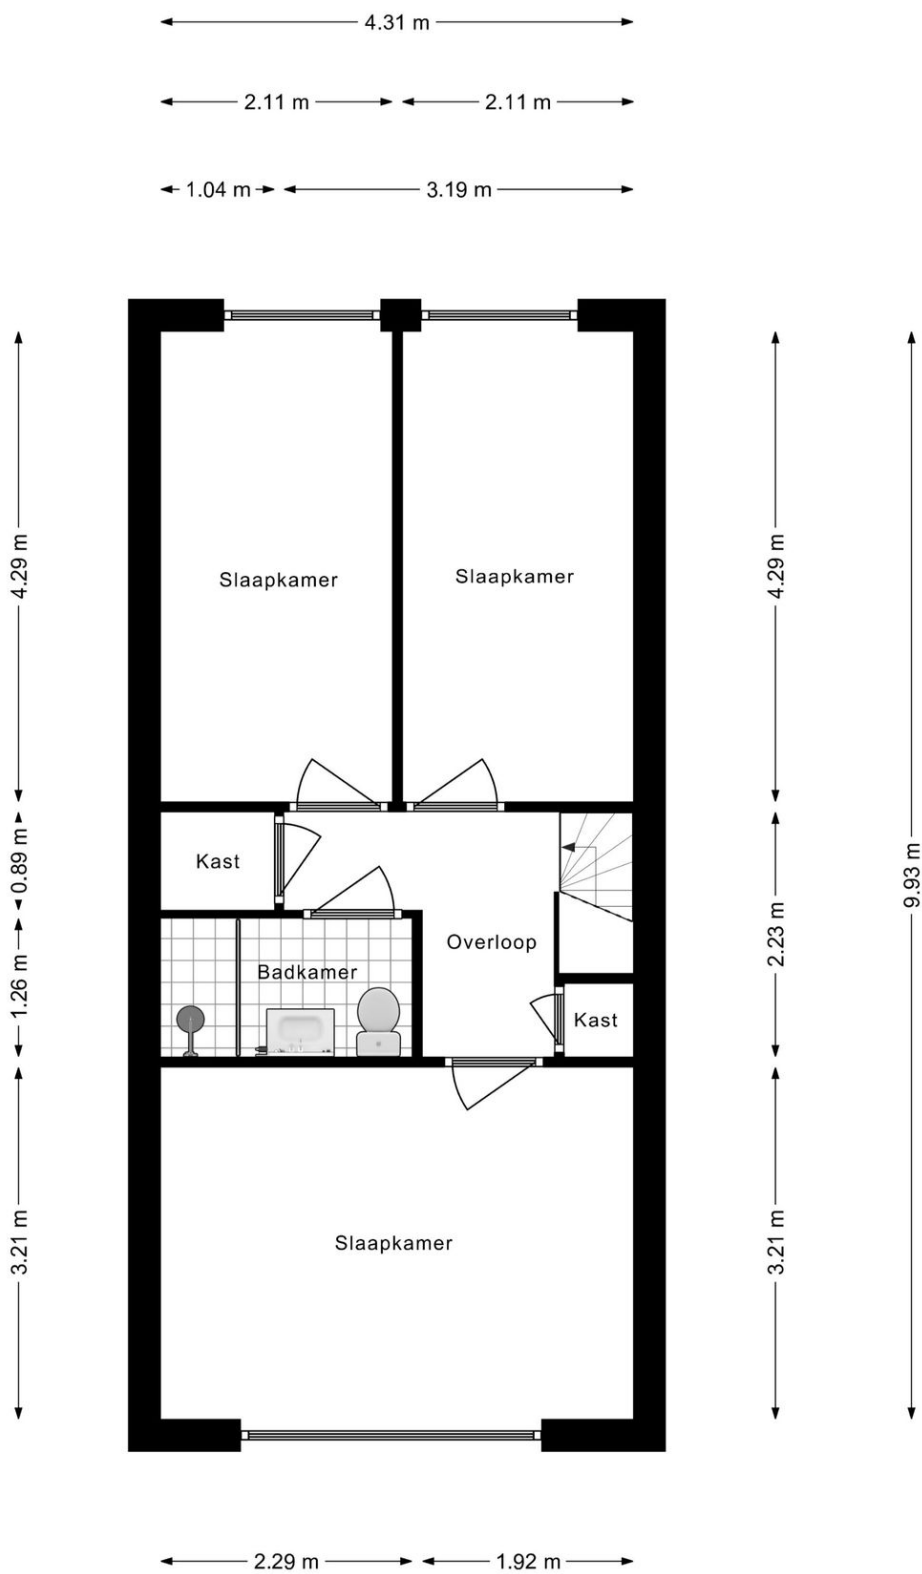 4.31 m
2.11 m
2.11 m
1.04 m
3.19 m
4.29 m
4.29 m
Slaapkamer
Slaapkamer
0.89 m
Kast
9.93 m
2.23 m
Overloop
1.26 m
Badkamer
Kast
3.21 m
3.21 m
Slaapkamer
2.29 m
1.92 m